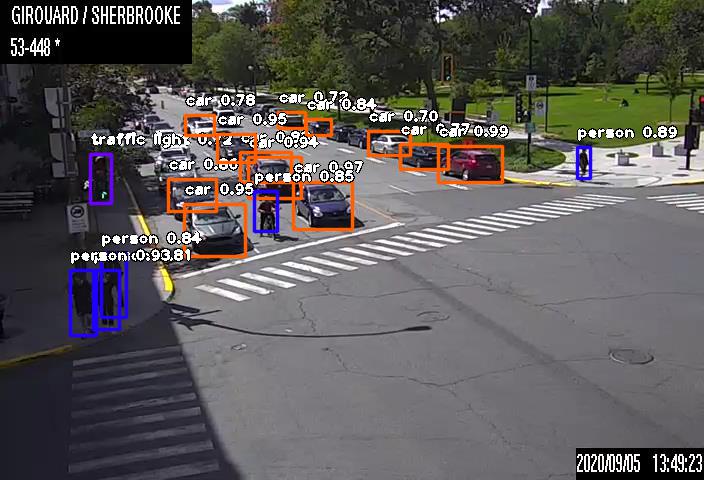 GIROUARD / SHERBROOKE
53-448 *
car 0.78
car 0.72
car 0.84
car 0.95
car 0.70
car 0.99
traffic light
car 0.94
person 0.89
car 0.97
person 0.85
car 0.95
person 0.84
2020/09/05 13:49:23